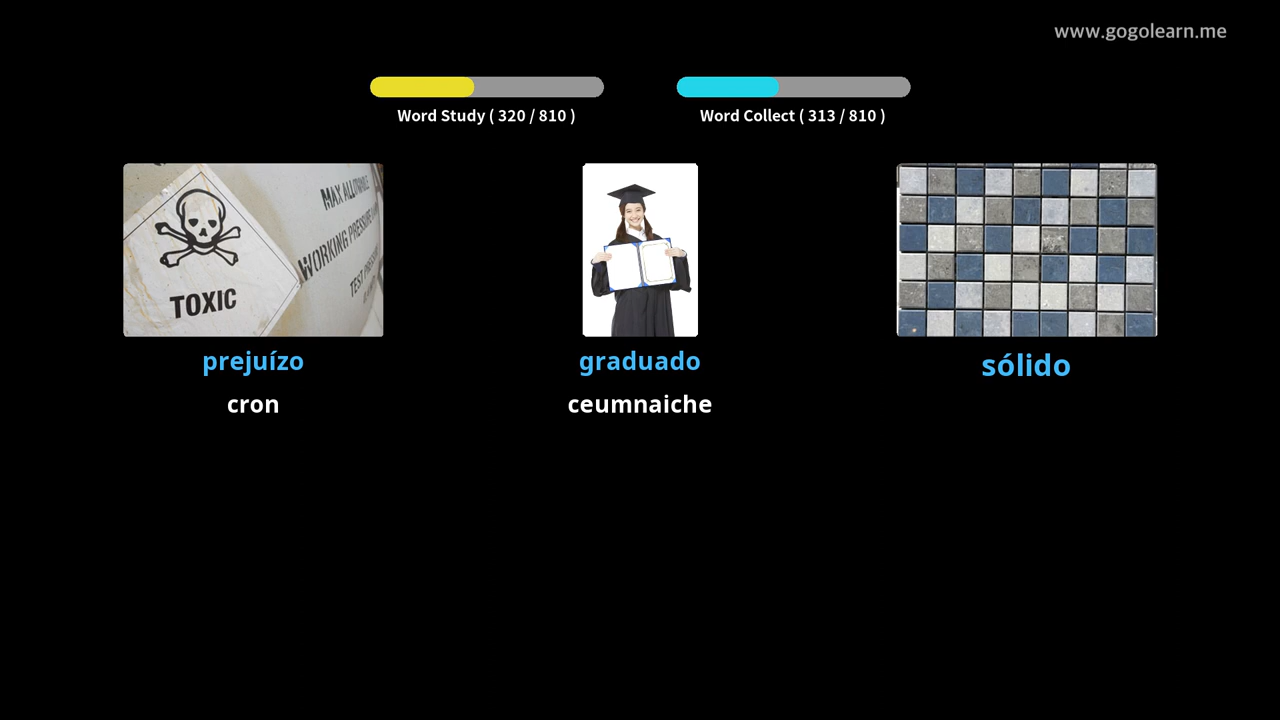 www.gogolearn.me
Word Study ( 320 / 810 )
Word Collect ( 313 / 810 )
MAX ALLOWABLE
WORKING PRESSURE
TEST
TOXIC
prejuízo
graduado
sólido
cron
ceumnaiche